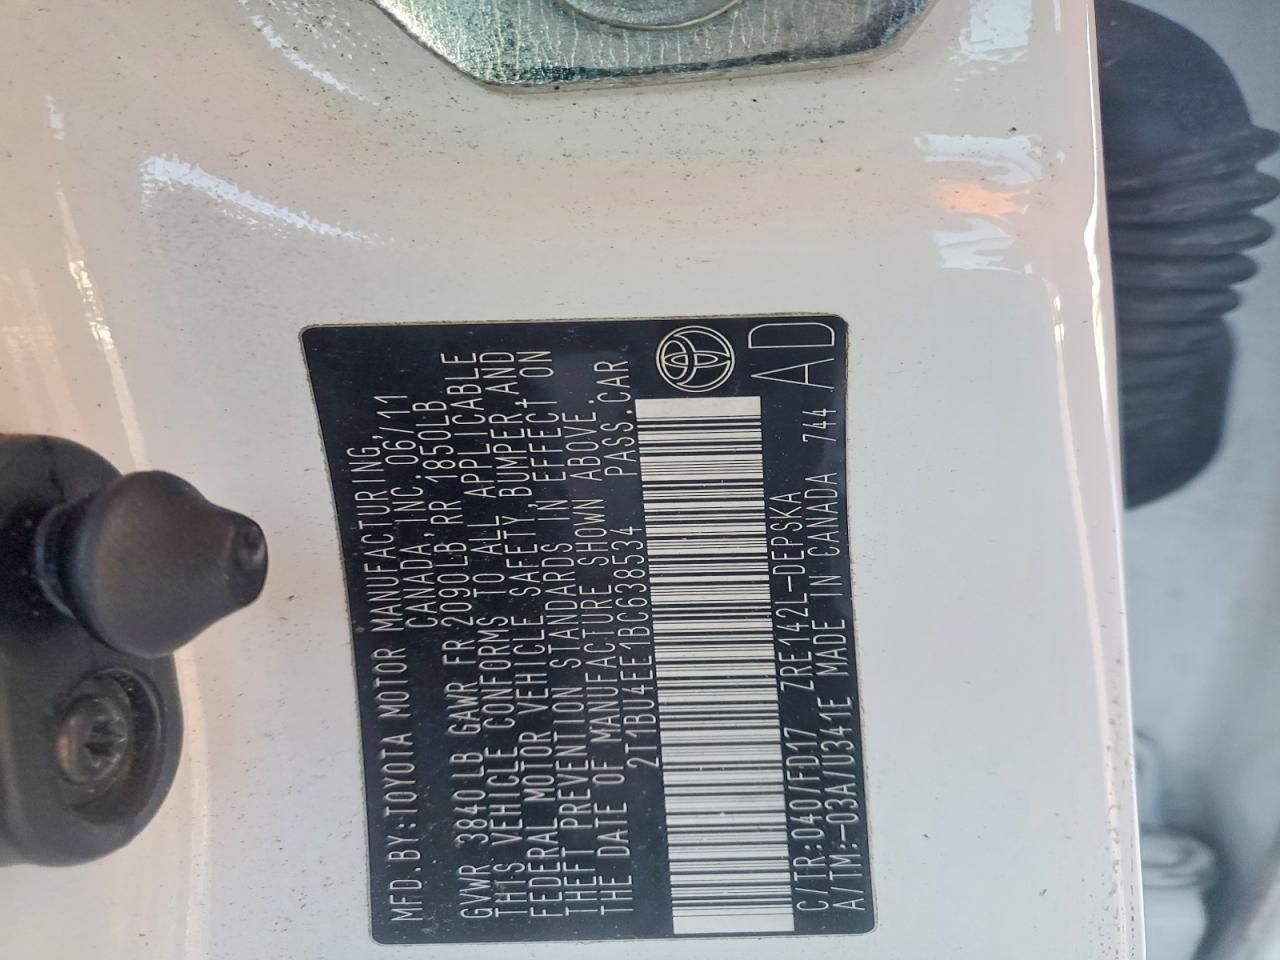 MFD.BY:TOYOTA MOTOR MANUFACTURING,
CANADA, INC. 06/11
GVWR 3840LB GAWR FR 2090LB RR 1850LB
THIS VEHICLE CONFORMS TO ALL APPLICABLE
FEDERAL MOTOR VEHICLE SAFETY,BUMPER,AND
THEFT PREVENTION STANDARDS IN EFFECT ON
THE DATE OF MANUFACTURE SHOWN ABOVE.
2T1BU4EE1BC638534 PASS.CAR
C/TR:040/FD17 ZRE142L-DEPSKA
A/TM:-03A/U341E MADE IN CANADA 744
AD